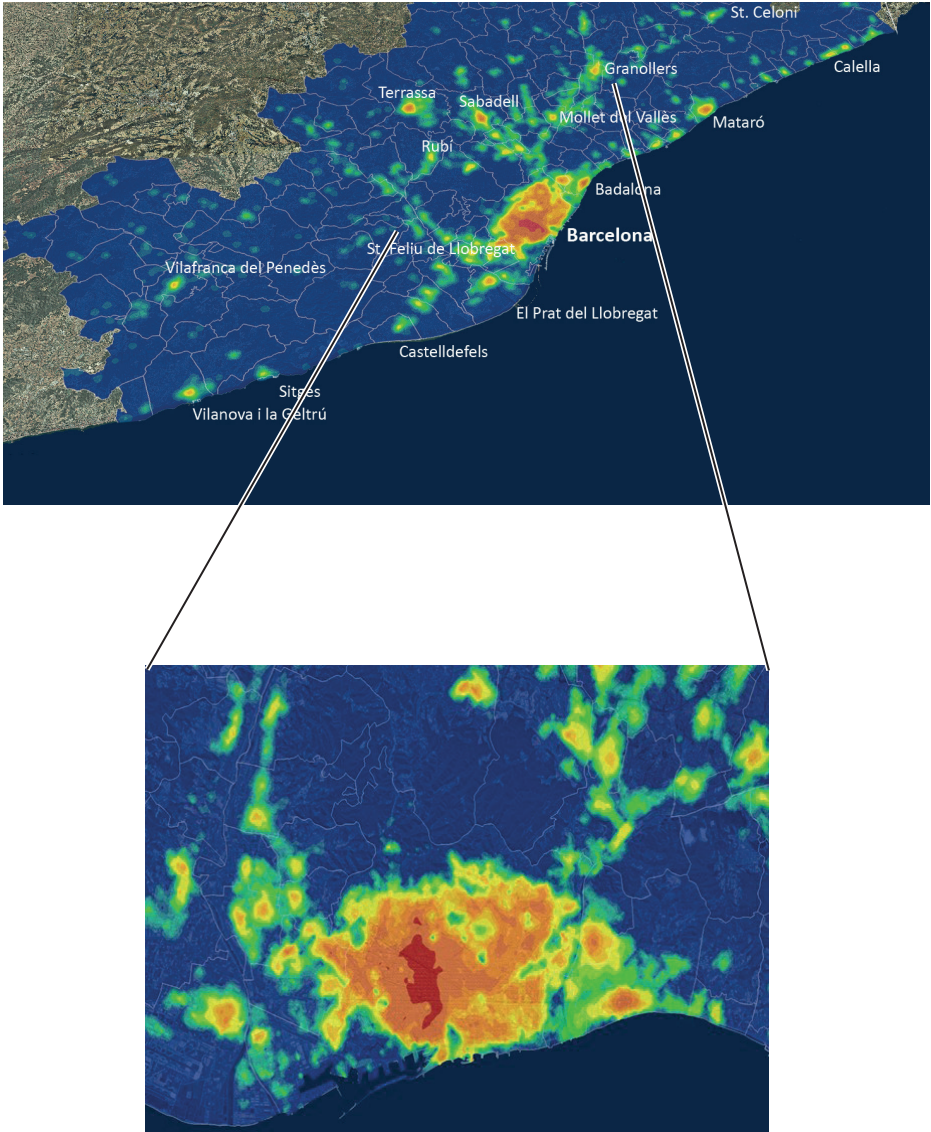 St. Celoni
Calella
Granollers
Terrassa
Sabadell
Mollet del Vallès
Mataró
Rubí
Badalona
Barcelona
St. Feliu de Llobregat
Vilafranca del Penedès
El Prat del Llobregat
Castelldefels
Sitges
Vilanova i la Geltrú